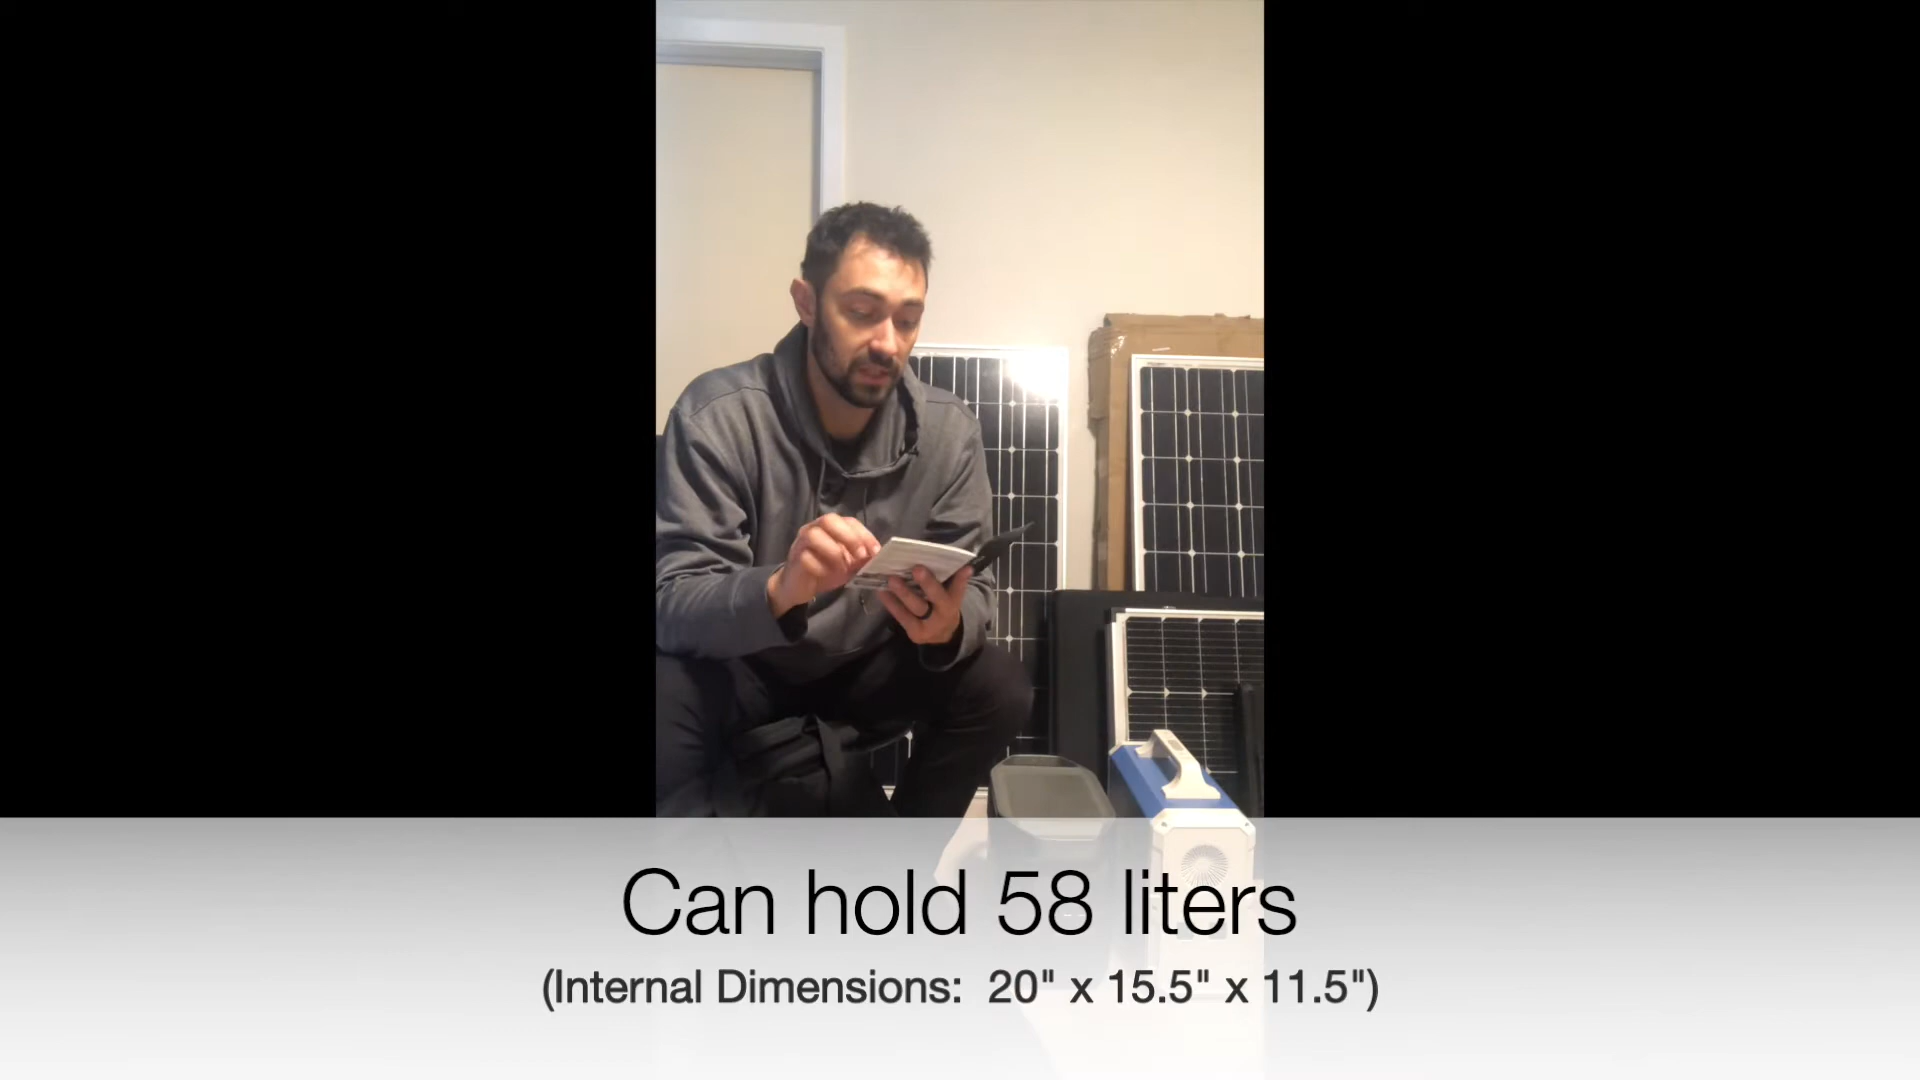 Can hold 58 liters
(Internal Dimensions:  20" x 15.5" x 11.5")